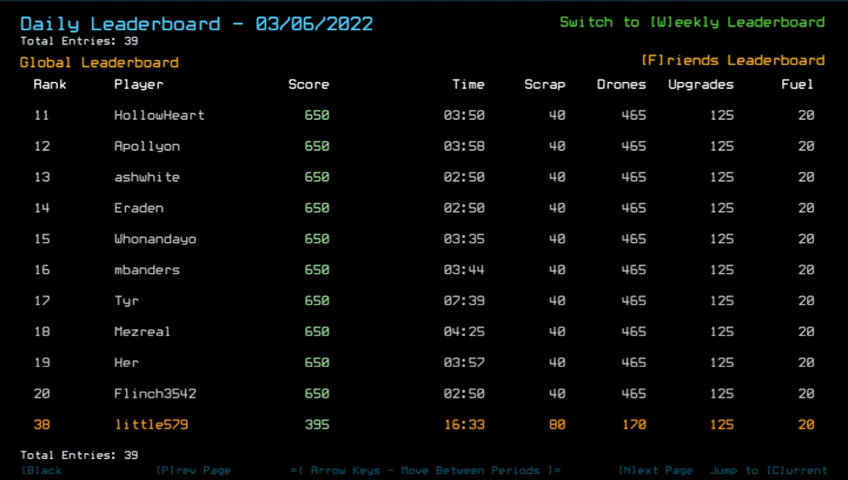 Daily Leaderboard - 03/06/2022 Switch to [W]eekly Leaderboard
Total Entries: 39
Global Leaderboard [F]riends Leaderboard
Rank Player Score Time Scrap Drones Upgrades Fuel
11 HollowHeart 650 03:50 40 465 125 20
12 Apollyon 650 03:58 40 465 125 20
13 ashwhite 650 02:50 40 465 125 20
14 Eraden 650 02:50 40 465 125 20
15 Whonandayo 650 03:35 40 465 125 20
16 mbanders 650 03:44 40 465 125 20
17 Tyr 650 07:39 40 465 125 20
18 Mezreal 650 04:25 40 465 125 20
19 Her 650 03:57 40 465 125 20
20 Flinch3542 650 02:50 40 465 125 20
38 little579 395 16:33 80 170 125 20
Total Entries: 39
[B]ack [P]rev Page =[ Arrow Keys - Move Between Periods ]= [N]ext Page Jump to [C]urrent